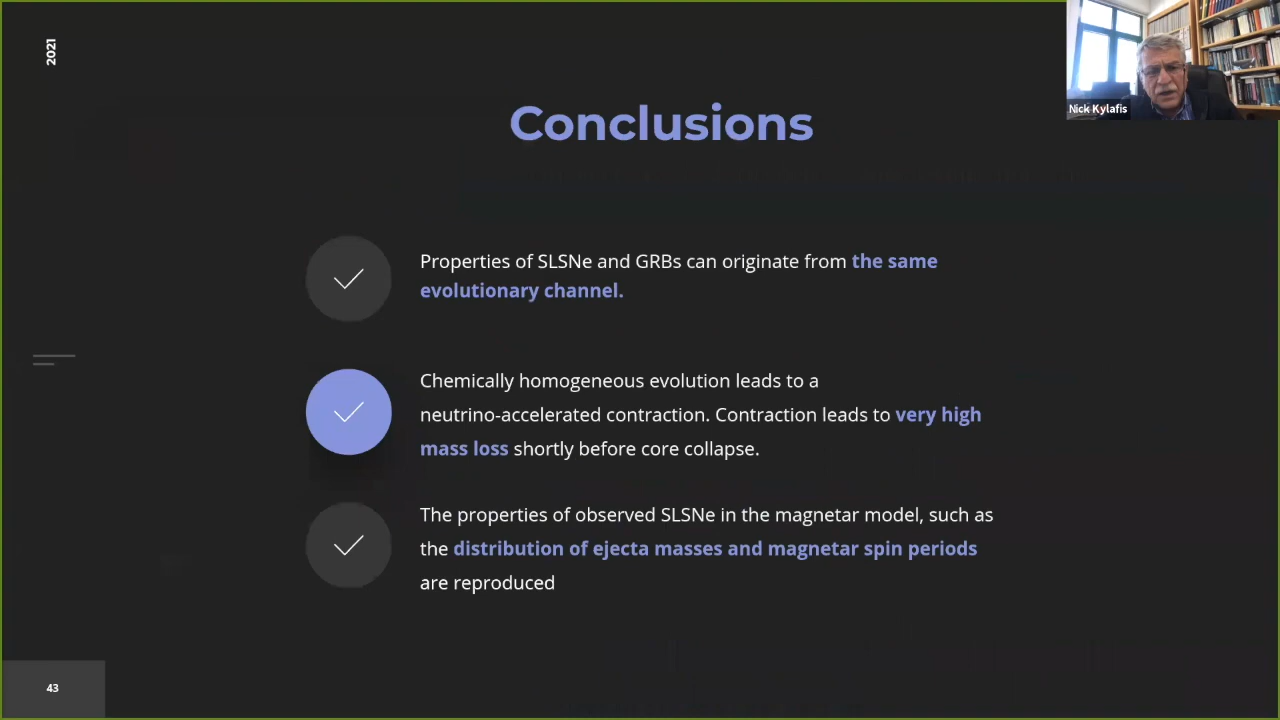 2021
Nick Kylafis
Conclusions
Properties of SLSNe and GRBs can originate from the same
evolutionary channel.
Chemically homogeneous evolution leads to a
neutrino-accelerated contraction. Contraction leads to very high
mass loss shortly before core collapse.
The properties of observed SLSNe in the magnetar model, such as
the distribution of ejecta masses and magnetar spin periods
are reproduced
43